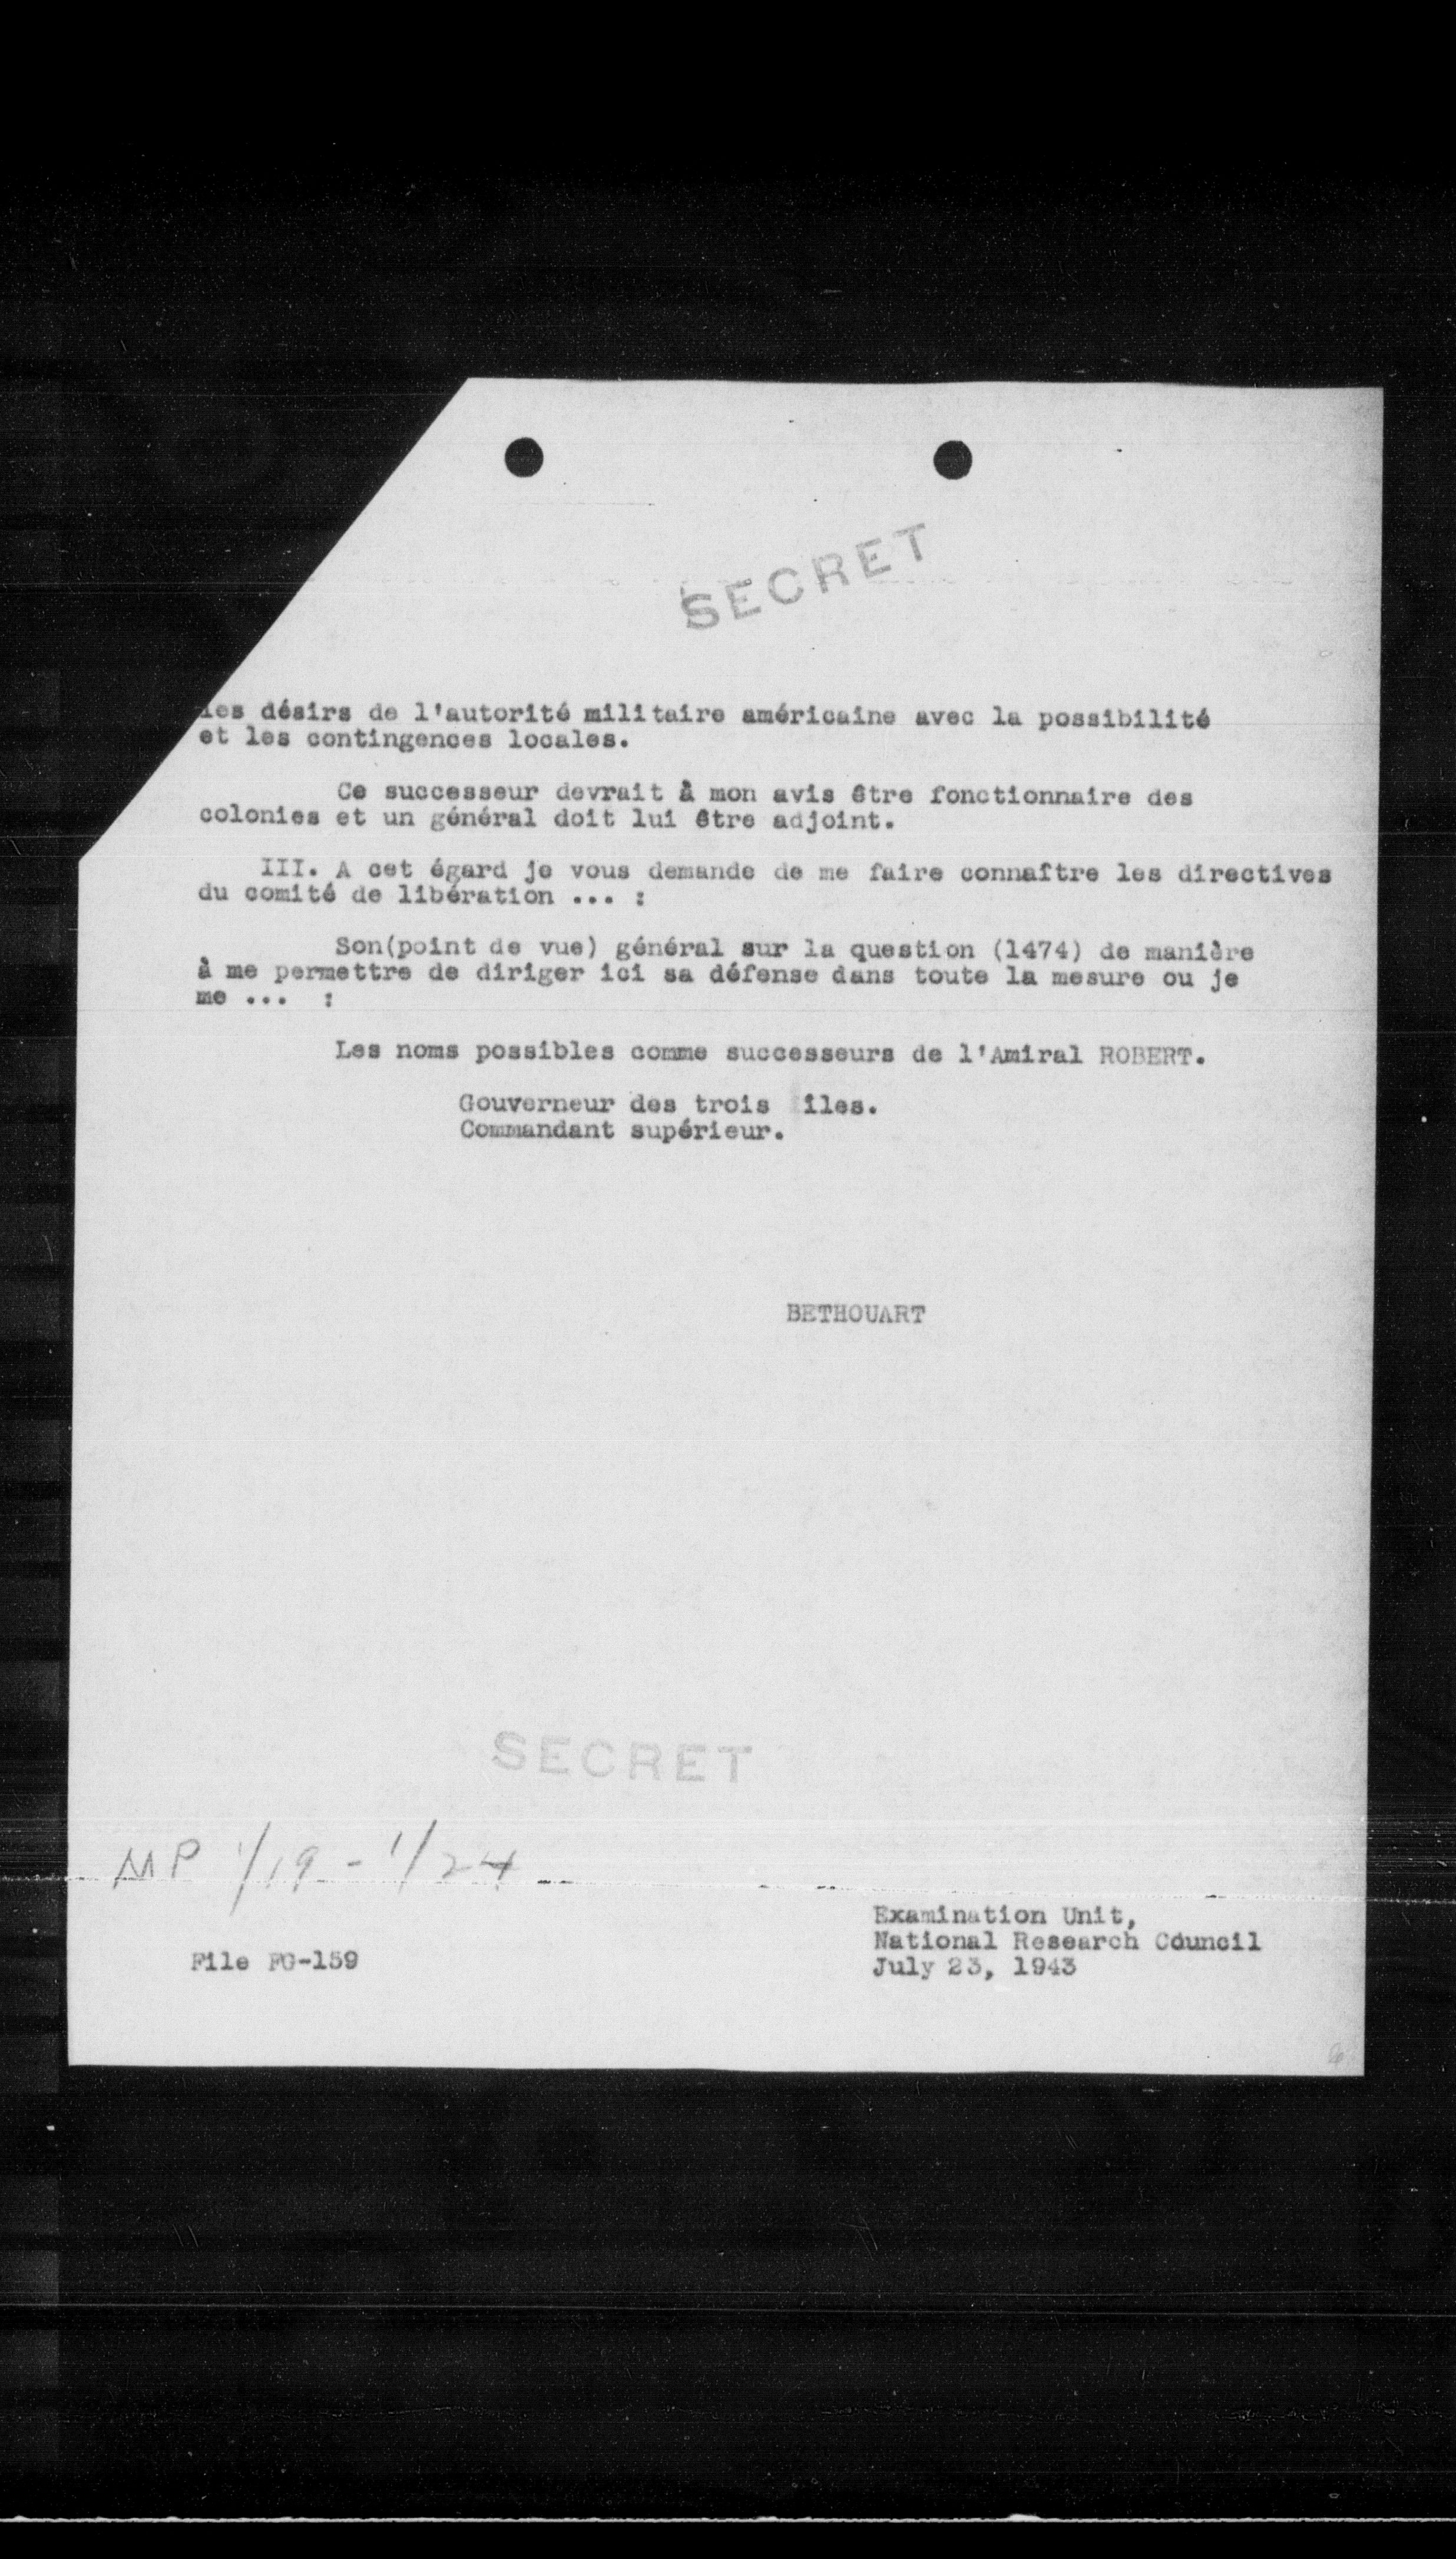 SECRET
les désirs de l'autorité militaire américaine avec la possibilité
et les contingences locales.
Ce successeur devrait à mon avis être fonctionnaire des
colonies et un général doit lui être adjoint.
III. A cet égard je vous demande de me faire connaître les directives
du comité de libération ... :
Son(point de vue) général sur la question (1474) de manière
à me permettre de diriger ici sa défense dans toute la mesure ou je
me ... :
Les noms possibles comme successeurs de l'Amiral ROBERT.
Gouverneur des trois îles.
Commandant supérieur.
BETHOUART
SECRET
MP 1/19 - 1/24
Examination Unit,
National Research Council
File FG-159
July 23, 1943